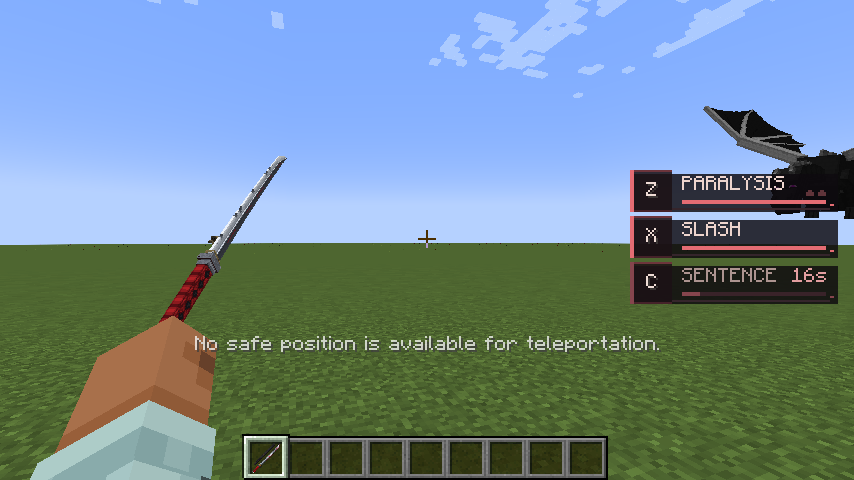 Z PARALYSIS
X SLASH
C SENTENCE 16s
No safe position is available for teleportation.